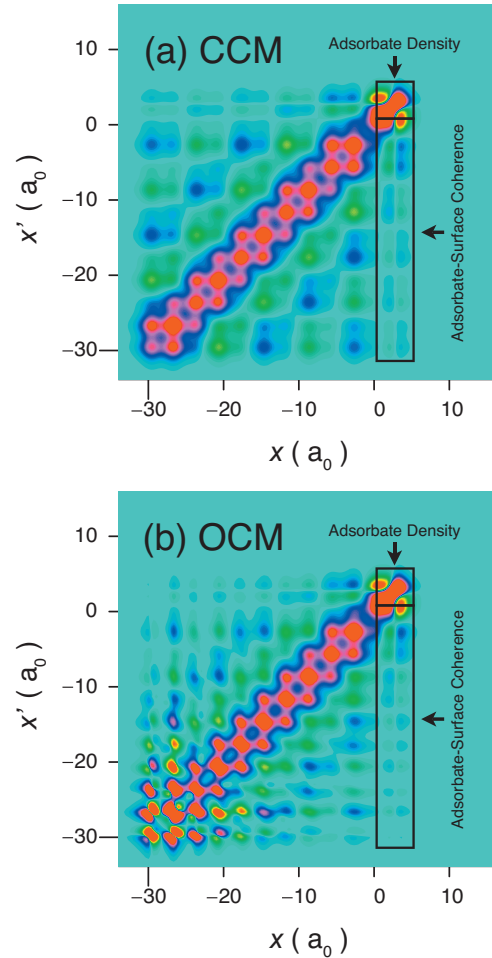 (a) CCM
Adsorbate Density
Adsorbate-Surface Coherence
10
0
−10
−20
−30
x' ( a₀ )
−30 −20 −10 0 10
x ( a₀ )
(b) OCM
Adsorbate Density
Adsorbate-Surface Coherence
10
0
−10
−20
−30
x' ( a₀ )
−30 −20 −10 0 10
x ( a₀ )